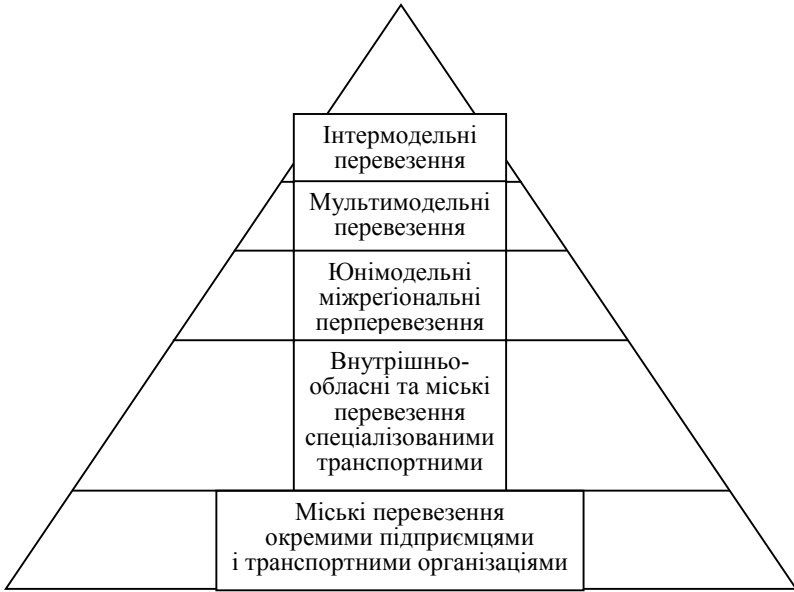 Інтермодельні
перевезення
Мультимодельні
перевезення
Юнімодельні
міжрегіональні
перперевезення
Внутрішньо-
обласні та міські
перевезення
спеціалізованими
транспортними
Міські перевезення
окремими підприємцями
і транспортними організаціями